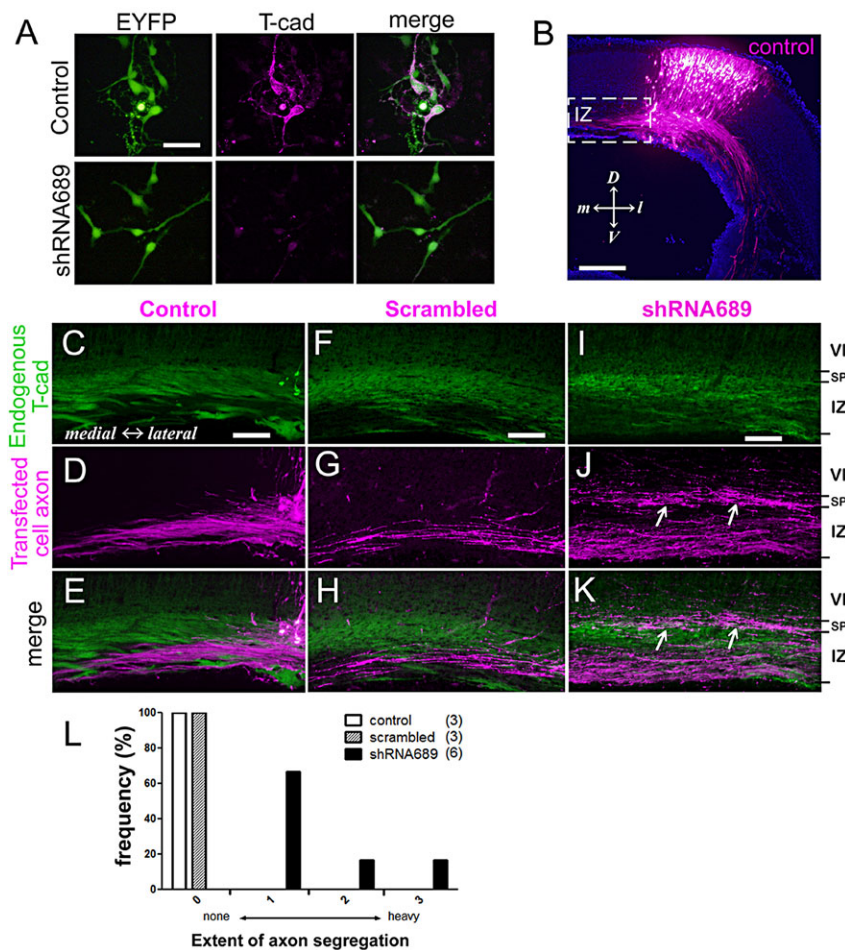 A
EYFP
T-cad
merge
Control
shRNA689
B
control
IZ
D
m
l
V
Control
Scrambled
shRNA689
Endogenous
T-cad
C
F
I
VI
SP
IZ
medial ↔ lateral
Transfected
cell axon
D
G
J
VI
SP
IZ
merge
E
H
K
VI
SP
IZ
L
frequency (%)
100
80
60
40
20
0
control (3)
scrambled (3)
shRNA689 (6)
0 1 2 3
none heavy
Extent of axon segregation